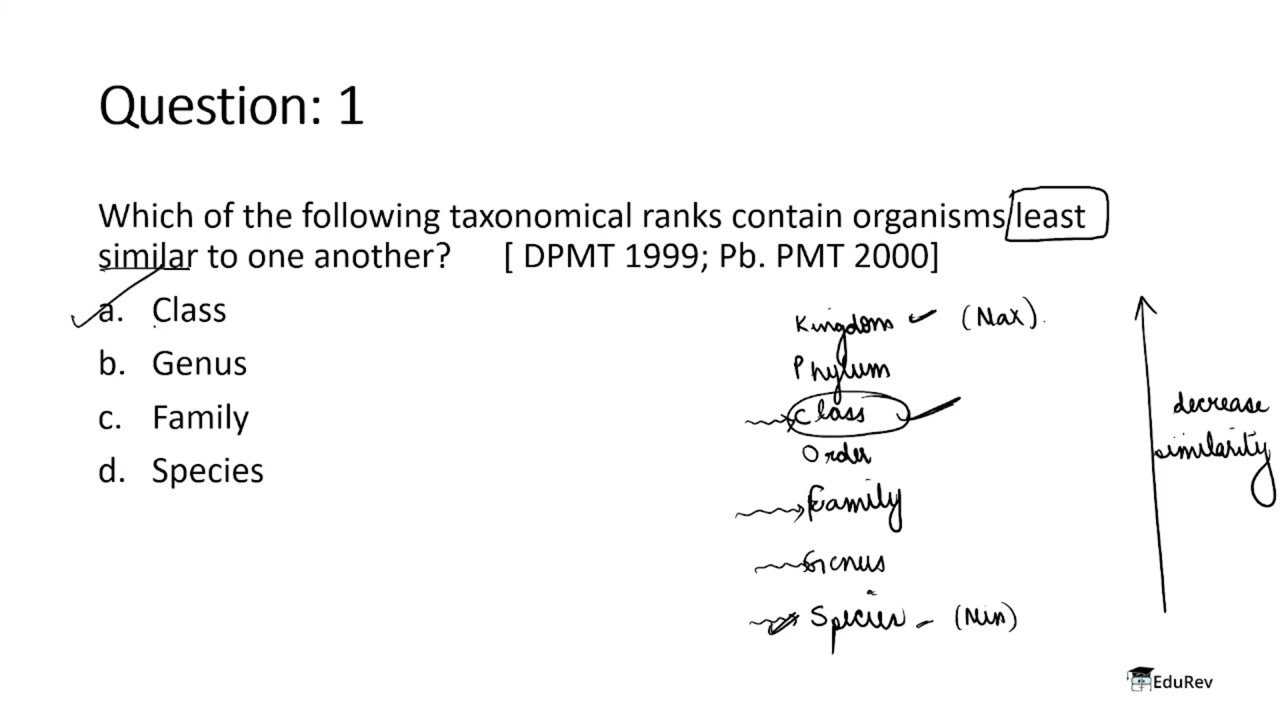 Question: 1
Which of the following taxonomical ranks contain organisms least
similar to one another? [ DPMT 1999; Pb. PMT 2000]
a. Class
b. Genus
c. Family
d. Species
Kingdom (Max).
Phylum
Class
Order
Family
Genus
Species - (Min)
decrease
similarity
EduRev